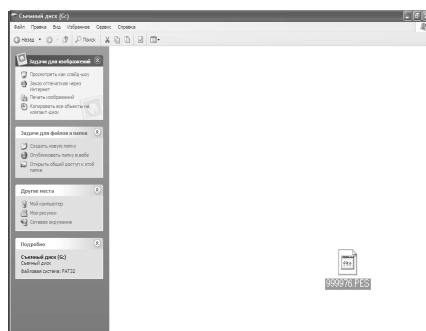 Съемный диск (G:)
Файл Правка Вид Избранное Сервис Справка
Назад Поиск
Задачи для изображений
Просмотреть как слайд-шоу
Заказ отпечатков через
Интернет
Печать изображений
Копировать все объекты на
компакт-диск
Задачи для файлов и папок
Создать новую папку
Опубликовать папку в вебе
Открыть общий доступ к этой
папке
Другие места
Мой компьютер
Мои рисунки
Сетевое окружение
Подробно
Съемный диск (G:)
Съемный диск
Файловая система: FAT32
999976.PES